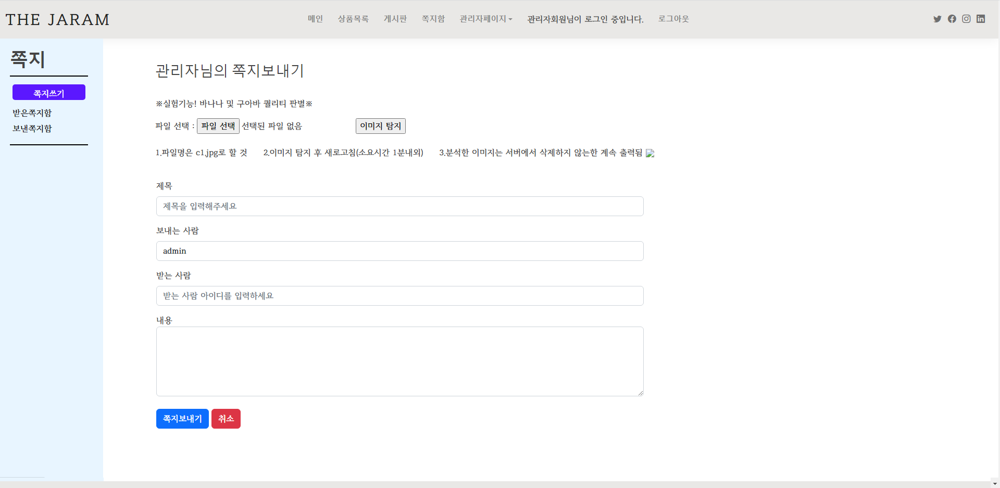 THE JARAM 메인 상품목록 게시판 쪽지함 관리자페이지 관리자회원님이 로그인 중입니다. 로그아웃
쪽지
쪽지쓰기
받은쪽지함
보낸쪽지함
관리자님의 쪽지보내기
※실험기능! 바나나 및 구아바 퀄리티 판별※
파일 선택 : 파일 선택 선택된 파일 없음 이미지 탐지
1.파일명은 c1.jpg로 할 것 2.이미지 탐지 후 새로고침(소요시간 1분내외) 3.분석한 이미지는 서버에서 삭제하지 않는한 계속 출력됨
제목
제목을 입력해주세요
보내는 사람
admin
받는 사람
받는 사람 아이디를 입력하세요
내용
쪽지보내기 취소